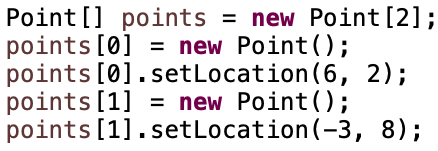 Point[] points = new Point[2];
points[0] = new Point();
points[0].setLocation(6, 2);
points[1] = new Point();
points[1].setLocation(-3, 8);